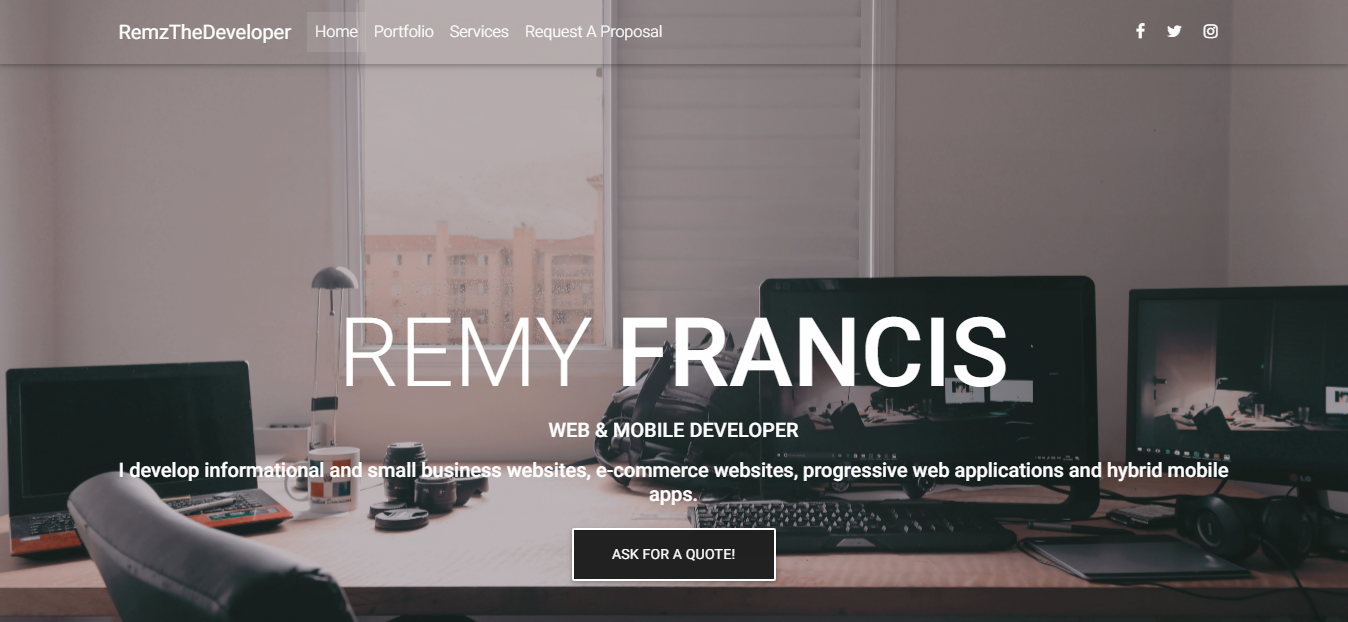 RemzTheDeveloper Home Portfolio Services Request A Proposal
REMY FRANCIS
WEB & MOBILE DEVELOPER
I develop informational and small business websites, e-commerce websites, progressive web applications and hybrid mobile
apps.
ASK FOR A QUOTE!
LG